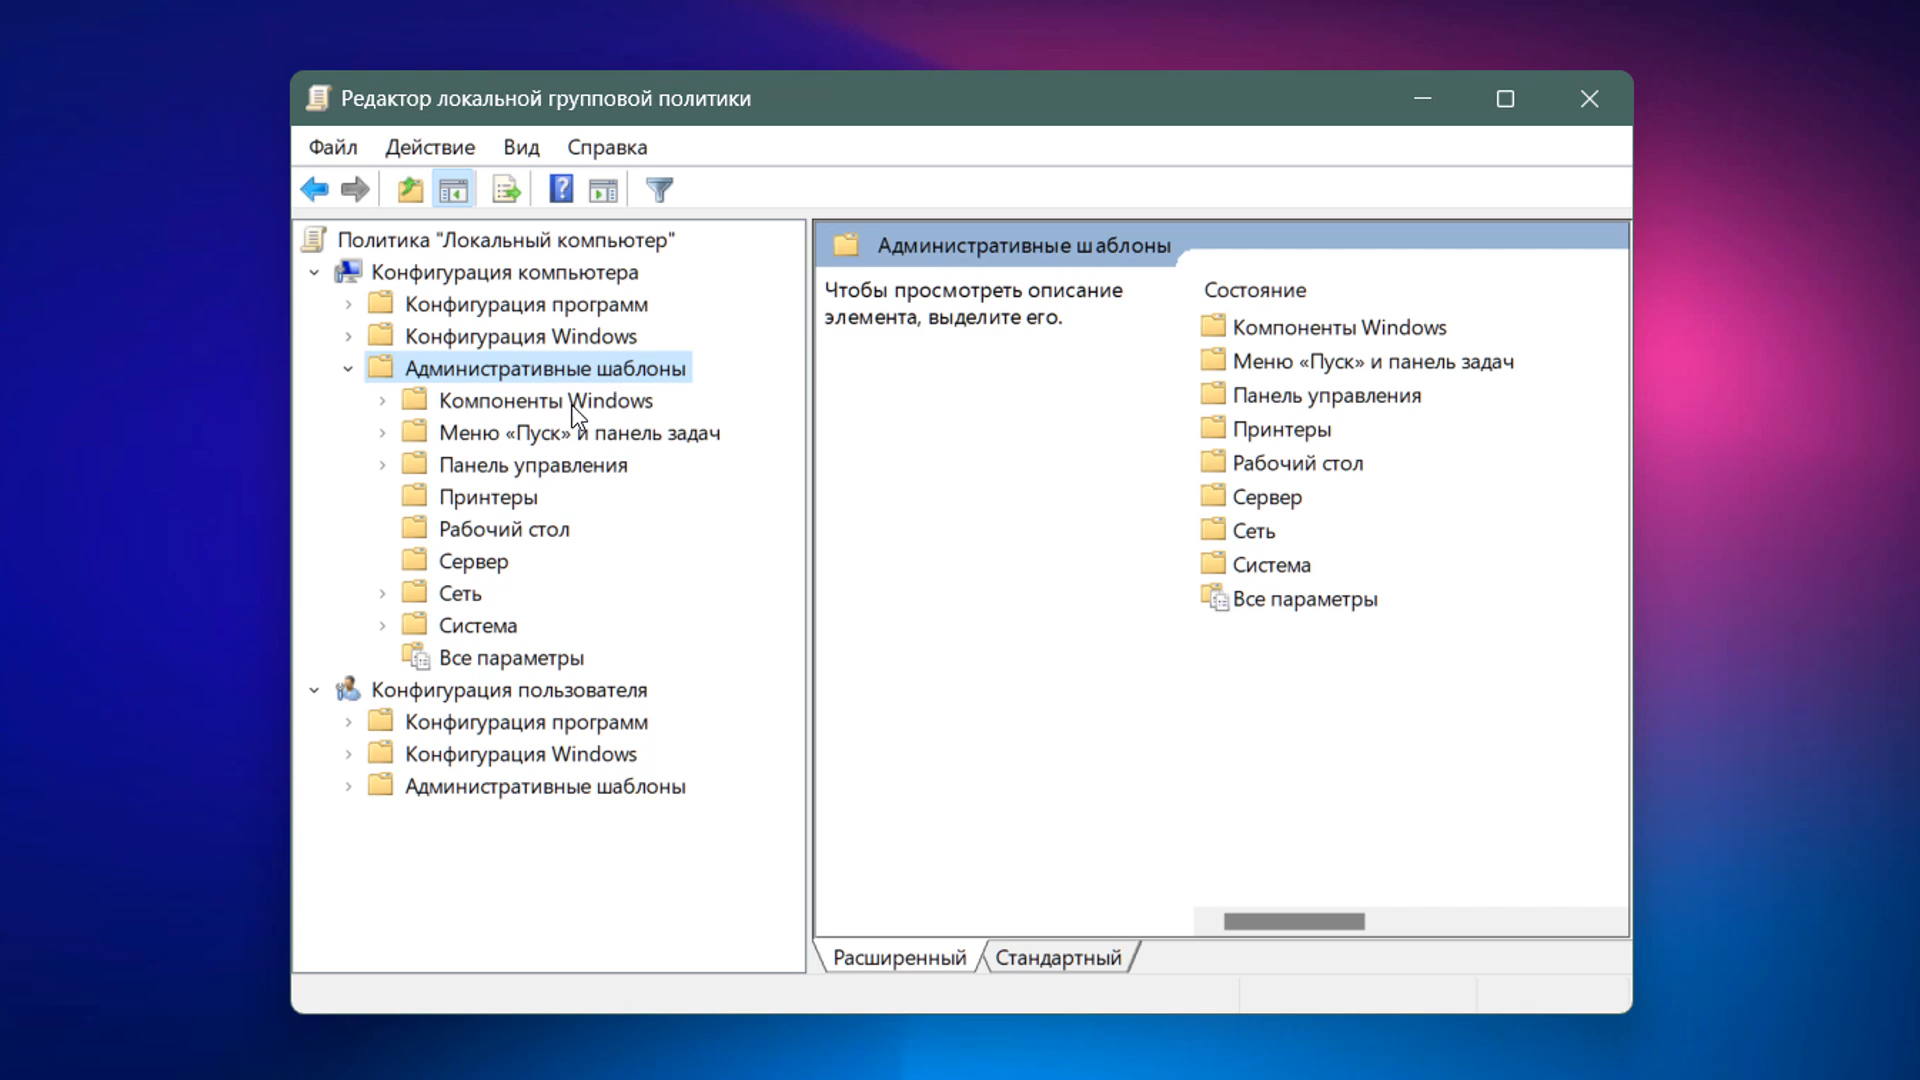 Редактор локальной групповой политики
Файл Действие Вид Справка
Политика "Локальный компьютер"
Конфигурация компьютера
Конфигурация программ
Конфигурация Windows
Административные шаблоны
Компоненты Windows
Меню «Пуск» и панель задач
Панель управления
Принтеры
Рабочий стол
Сервер
Сеть
Система
Все параметры
Конфигурация пользователя
Конфигурация программ
Конфигурация Windows
Административные шаблоны
Административные шаблоны
Чтобы просмотреть описание
элемента, выделите его.
Состояние
Компоненты Windows
Меню «Пуск» и панель задач
Панель управления
Принтеры
Рабочий стол
Сервер
Сеть
Система
Все параметры
Расширенный Стандартный